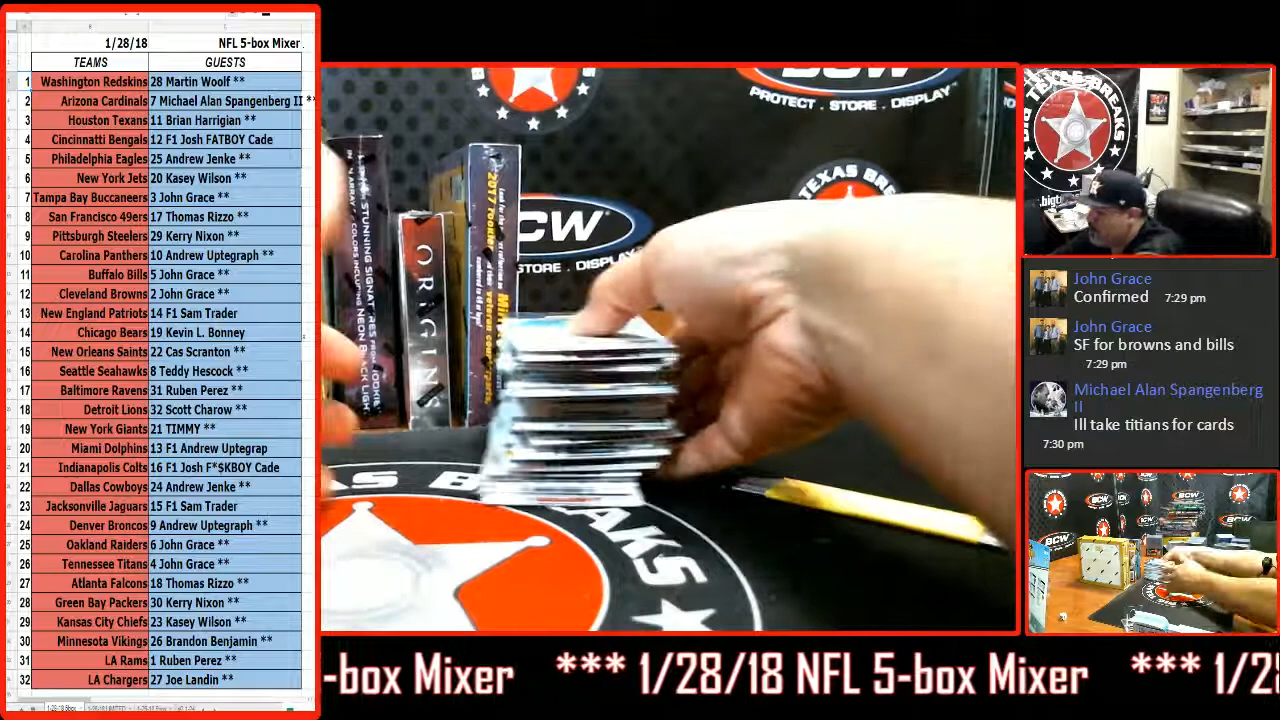 1/28/18 NFL 5-box Mixer
TEAMS GUESTS
1 Washington Redskins 28 Martin Woolf **
2 Arizona Cardinals 7 Michael Alan Spangenberg II **
3 Houston Texans 11 Brian Harrigian **
4 Cincinnatti Bengals 12 F1 Josh FATBOY Cade
5 Philadelphia Eagles 25 Andrew Jenke **
6 New York Jets 20 Kasey Wilson **
7 Tampa Bay Buccaneers 3 John Grace **
8 San Francisco 49ers 17 Thomas Rizzo **
9 Pittsburgh Steelers 29 Kerry Nixon **
10 Carolina Panthers 10 Andrew Uptegraph **
11 Buffalo Bills 5 John Grace **
12 Cleveland Browns 2 John Grace **
13 New England Patriots 14 F1 Sam Trader
14 Chicago Bears 19 Kevin L. Bonney
15 New Orleans Saints 22 Cas Scranton **
16 Seattle Seahawks 8 Teddy Hescock **
17 Baltimore Ravens 31 Ruben Perez **
18 Detroit Lions 32 Scott Charow **
19 New York Giants 21 TIMMY **
20 Miami Dolphins 13 F1 Andrew Uptegrap
21 Indianapolis Colts 16 F1 Josh F*$KBOY Cade
22 Dallas Cowboys 24 Andrew Jenke **
23 Jacksonville Jaguars 15 F1 Sam Trader
24 Denver Broncos 9 Andrew Uptegraph **
25 Oakland Raiders 6 John Grace **
26 Tennessee Titans 4 John Grace **
27 Atlanta Falcons 18 Thomas Rizzo **
28 Green Bay Packers 30 Kerry Nixon **
29 Kansas City Chiefs 23 Kasey Wilson **
30 Minnesota Vikings 26 Brandon Benjamin **
31 LA Rams 1 Ruben Perez **
32 LA Chargers 27 Joe Landin **
BCW
PROTECT . STORE . DISPLAY
TEXAS BREAKS
BCW
STORE . DISPLAY
ORIGINS
AKS
BIG TEXAS BREAKS
John Grace
Confirmed 7:29 pm
John Grace
SF for browns and bills
7:29 pm
Michael Alan Spangenberg
II
Ill take titians for cards
7:30 pm
-box Mixer *** 1/28/18 NFL 5-box Mixer *** 1/2